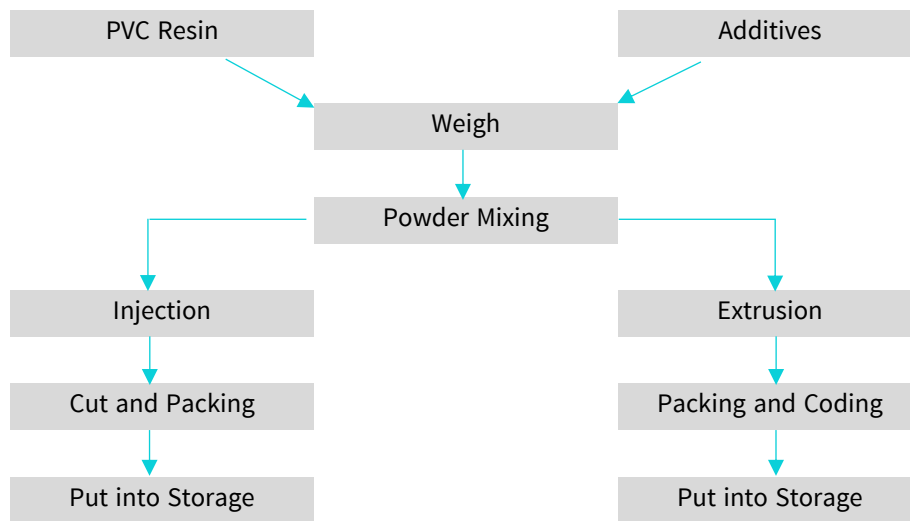 PVC Resin
Additives
Weigh
Powder Mixing
Injection
Extrusion
Cut and Packing
Packing and Coding
Put into Storage
Put into Storage